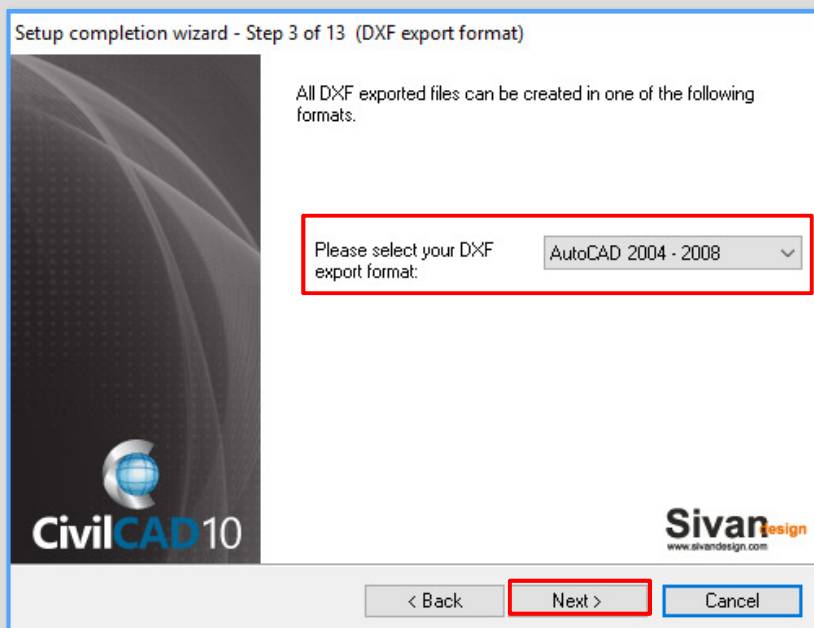 Setup completion wizard - Step 3 of 13 (DXF export format)
All DXF exported files can be created in one of the following
formats.
Please select your DXF
export format:
AutoCAD 2004 - 2008
CivilCAD10
Sivan design
www.sivandesign.com
< Back
Next >
Cancel